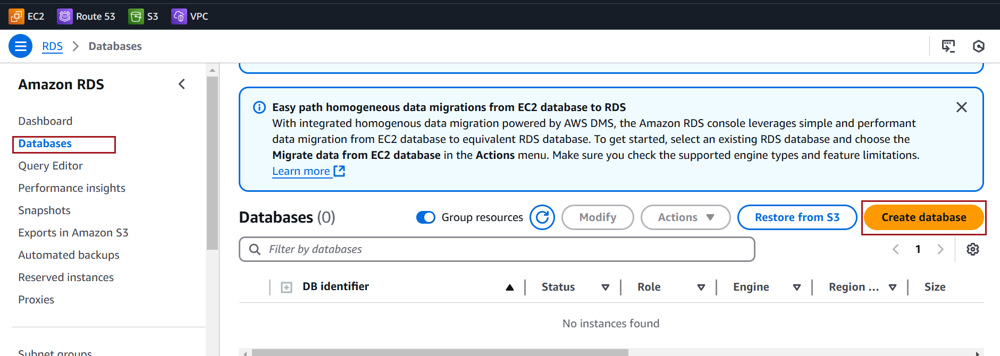 EC2 Route 53 S3 VPC
RDS Databases
Amazon RDS
Dashboard
Databases
Query Editor
Performance insights
Snapshots
Exports in Amazon S3
Automated backups
Reserved instances
Proxies
Subnet groups
Easy path homogeneous data migrations from EC2 database to RDS
With integrated homogenous data migration powered by AWS DMS, the Amazon RDS console leverages simple and performant
data migration from EC2 database to equivalent RDS database. To get started, select an existing RDS database and choose the
Migrate data from EC2 database in the Actions menu. Make sure you check the supported engine types and feature limitations.
Learn more
Databases (0) Group resources Modify Actions Restore from S3 Create database
Filter by databases 1
DB identifier Status Role Engine Region ... Size
No instances found